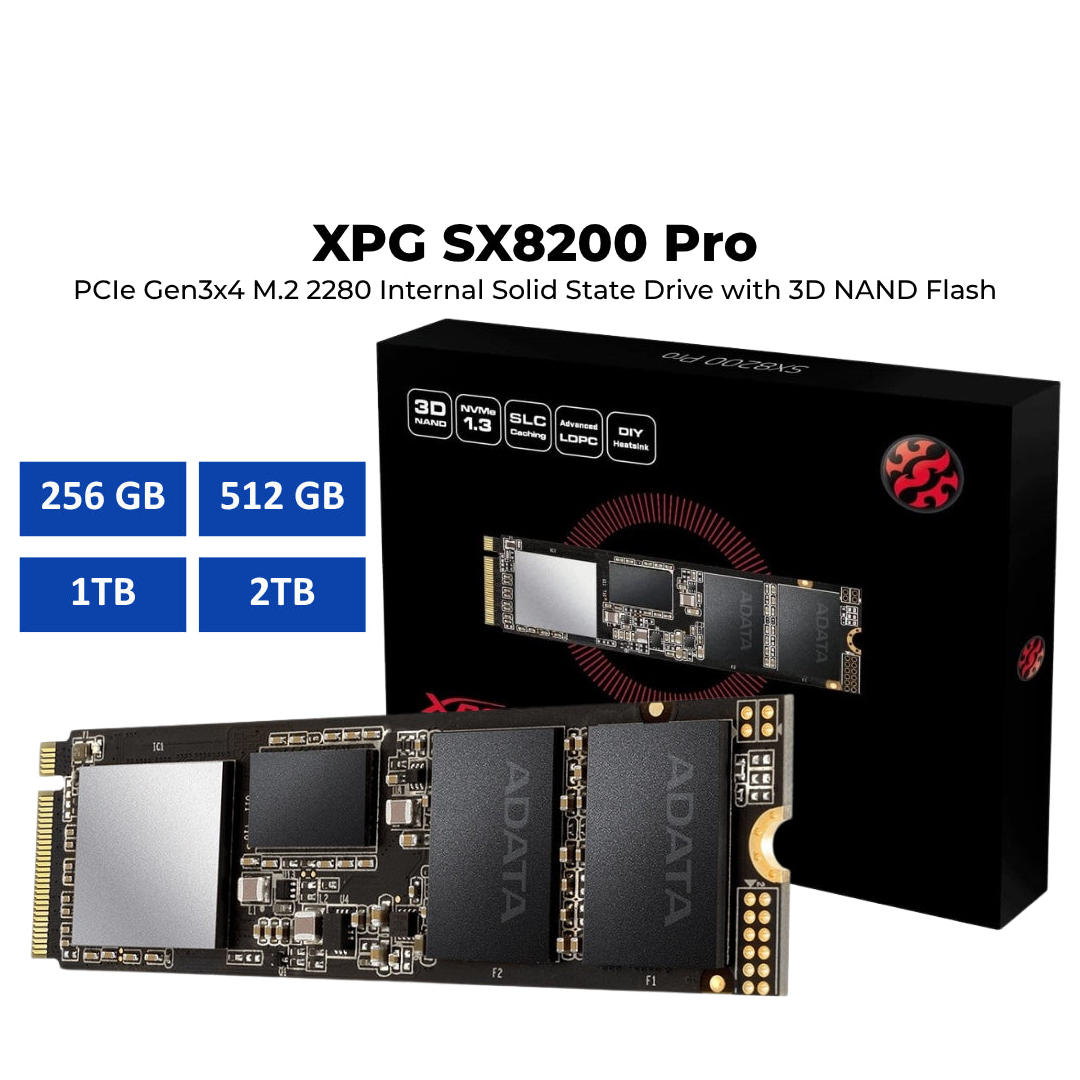 XPG SX8200 Pro
PCIe Gen3x4 M.2 2280 Internal Solid State Drive with 3D NAND Flash
SX8200 Pro
3D
NAND
NVMe
1.3
SLC
Caching
Advanced
LDPC
DIY
Heatsink
256 GB
512 GB
1TB
2TB
ADATA
ADATA
IC1
ADATA
ADATA
U4
F2
F1